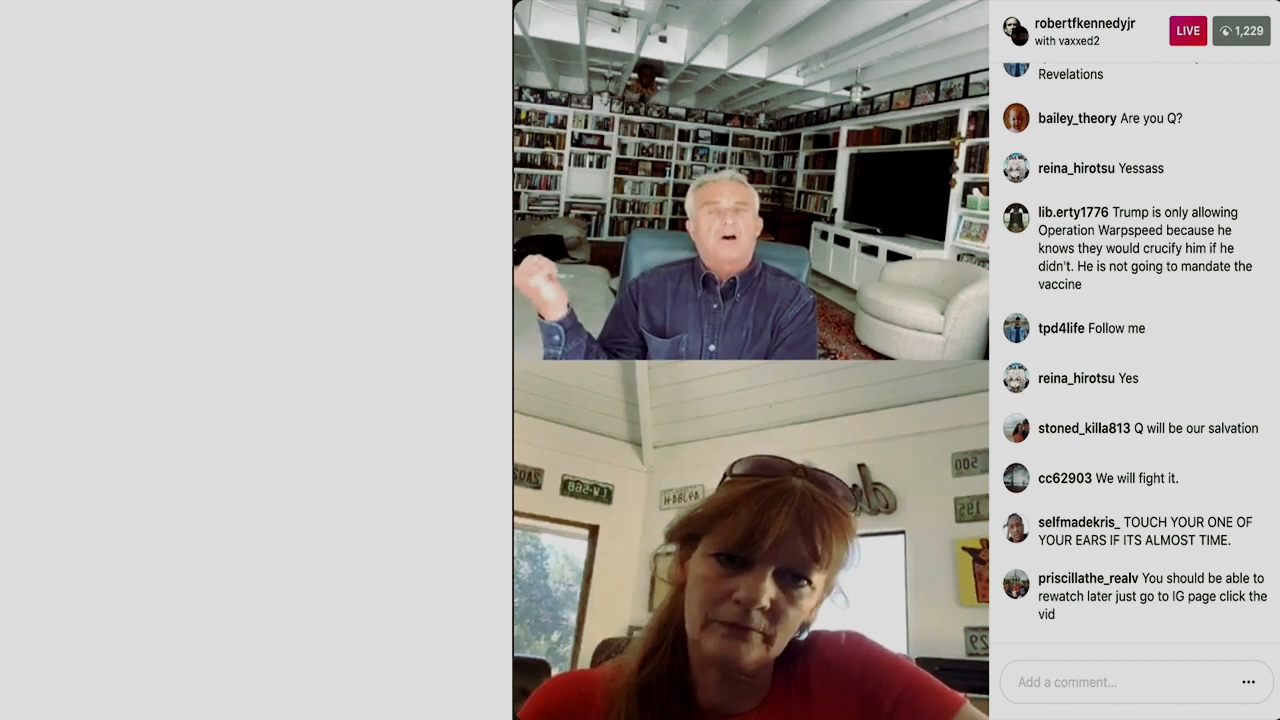 robertfkennedyjr
with vaxxed2
LIVE
1,229
Revelations
bailey_theory Are you Q?
reina_hirotsu Yessass
lib.erty1776 Trump is only allowing
Operation Warpspeed because he
knows they would crucify him if he
didn't. He is not going to mandate the
vaccine
tpd4life Follow me
reina_hirotsu Yes
stoned_killa813 Q will be our salvation
cc62903 We will fight it.
selfmadekris_ TOUCH YOUR ONE OF
YOUR EARS IF ITS ALMOST TIME.
priscillathe_realv You should be able to
rewatch later just go to IG page click the
vid
Add a comment...
500
195